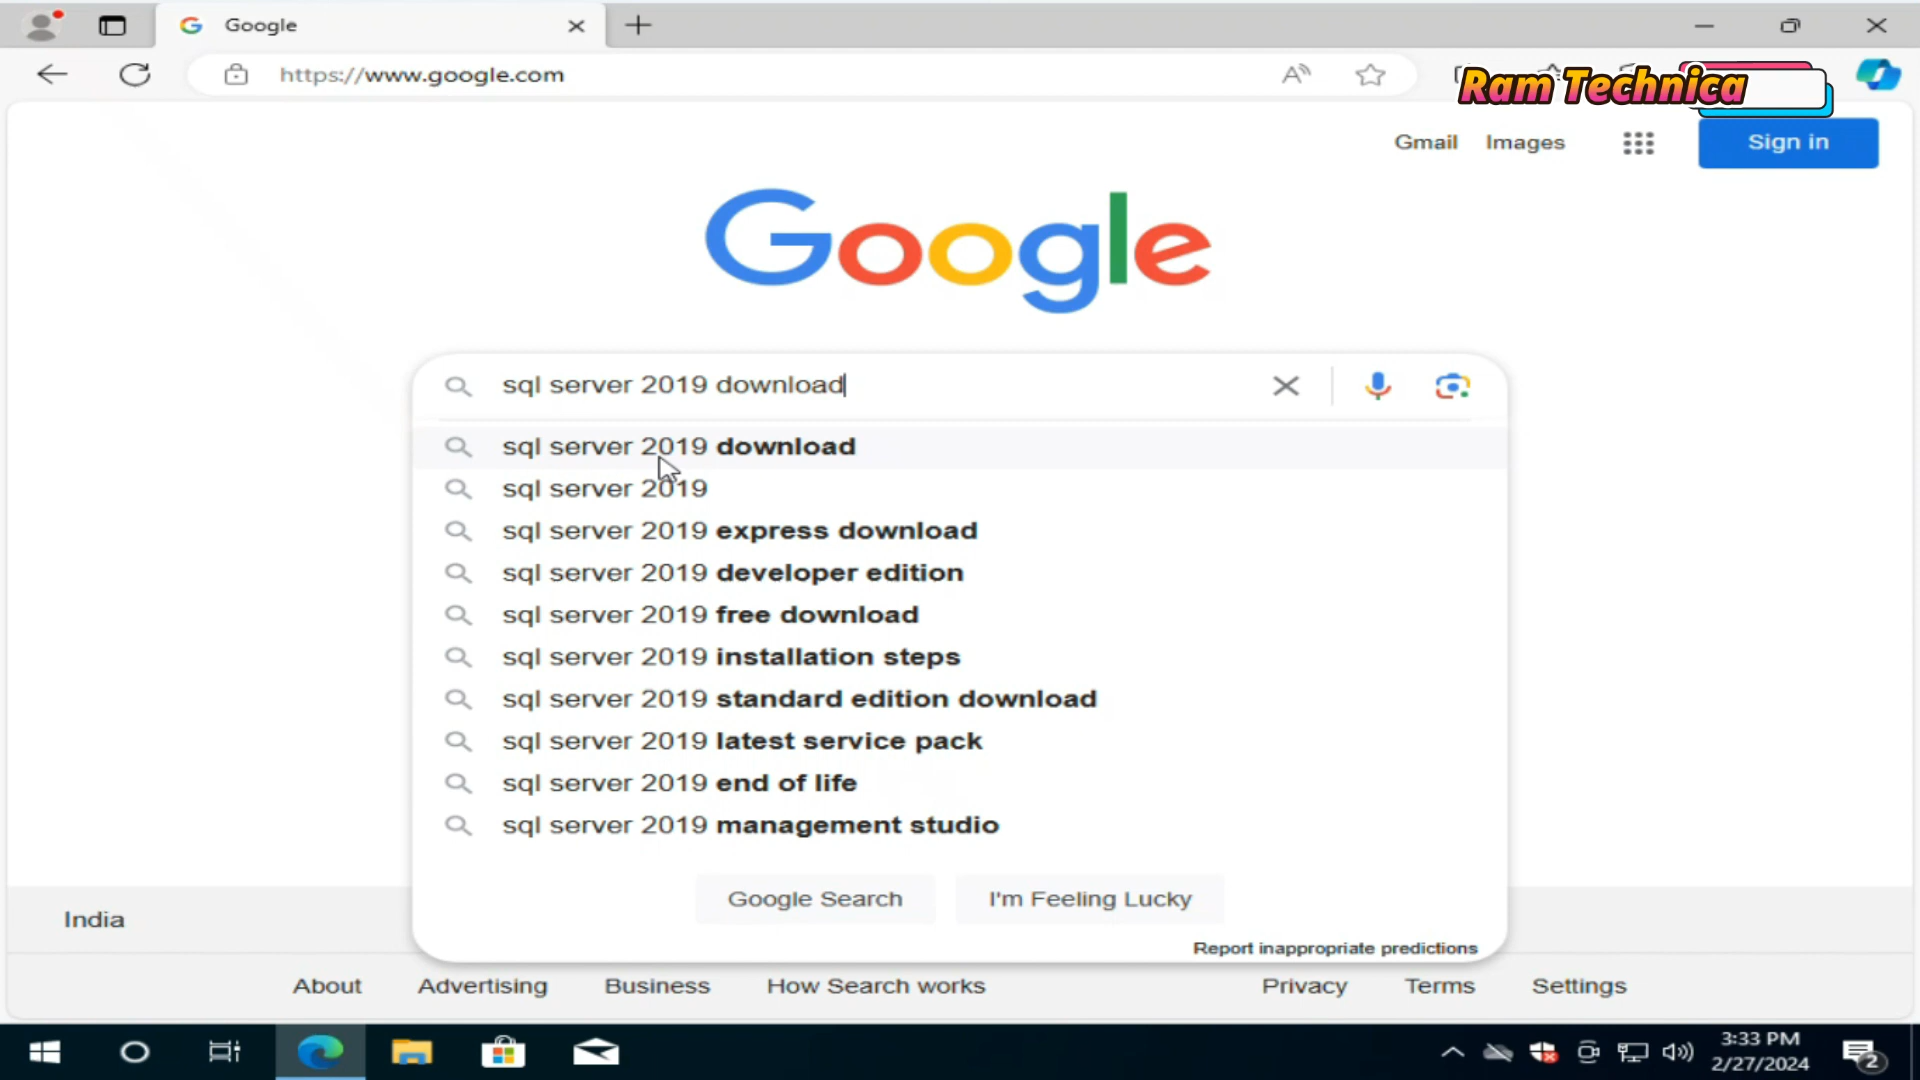 Google
https://www.google.com
Ram Technica
Gmail Images Sign in
Google
sql server 2019 download
sql server 2019 download
sql server 2019
sql server 2019 express download
sql server 2019 developer edition
sql server 2019 free download
sql server 2019 installation steps
sql server 2019 standard edition download
sql server 2019 latest service pack
sql server 2019 end of life
sql server 2019 management studio
Google Search I'm Feeling Lucky
Report inappropriate predictions
India
About Advertising Business How Search works Privacy Terms Settings
3:33 PM
2/27/2024
2